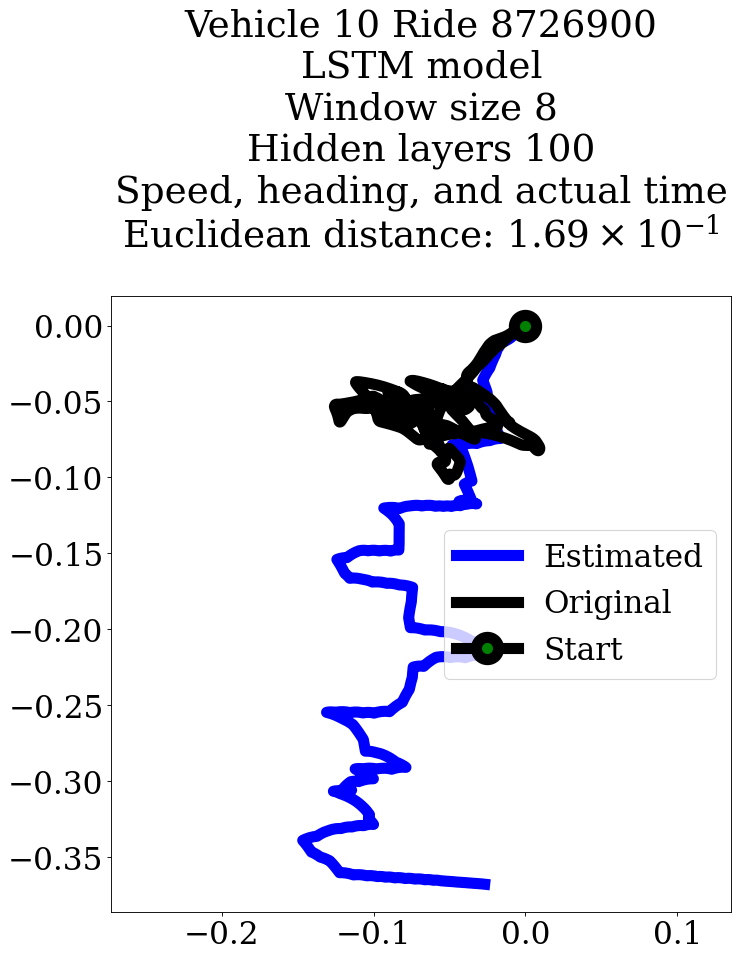 Vehicle 10 Ride 8726900
LSTM model
Window size 8
Hidden layers 100
Speed, heading, and actual time
Euclidean distance: 1.69 × 10⁻¹
0.00
−0.05
−0.10
−0.15
−0.20
−0.25
−0.30
−0.35
Estimated
Original
Start
−0.2
−0.1
0.0
0.1